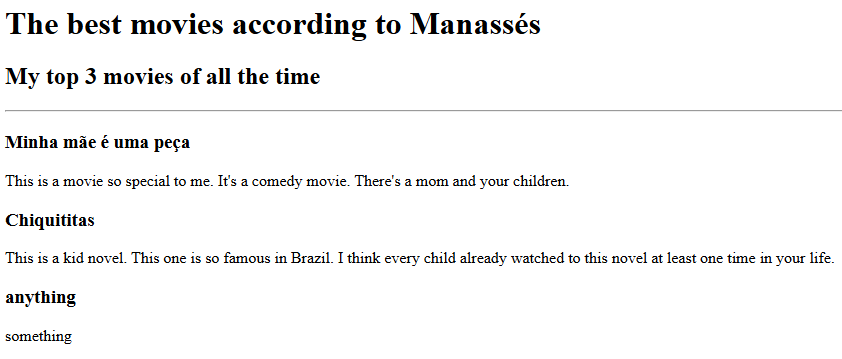 The best movies according to Manassés
My top 3 movies of all the time
Minha mãe é uma peça
This is a movie so special to me. It's a comedy movie. There's a mom and your children.
Chiquititas
This is a kid novel. This one is so famous in Brazil. I think every child already watched to this novel at least one time in your life.
anything
something